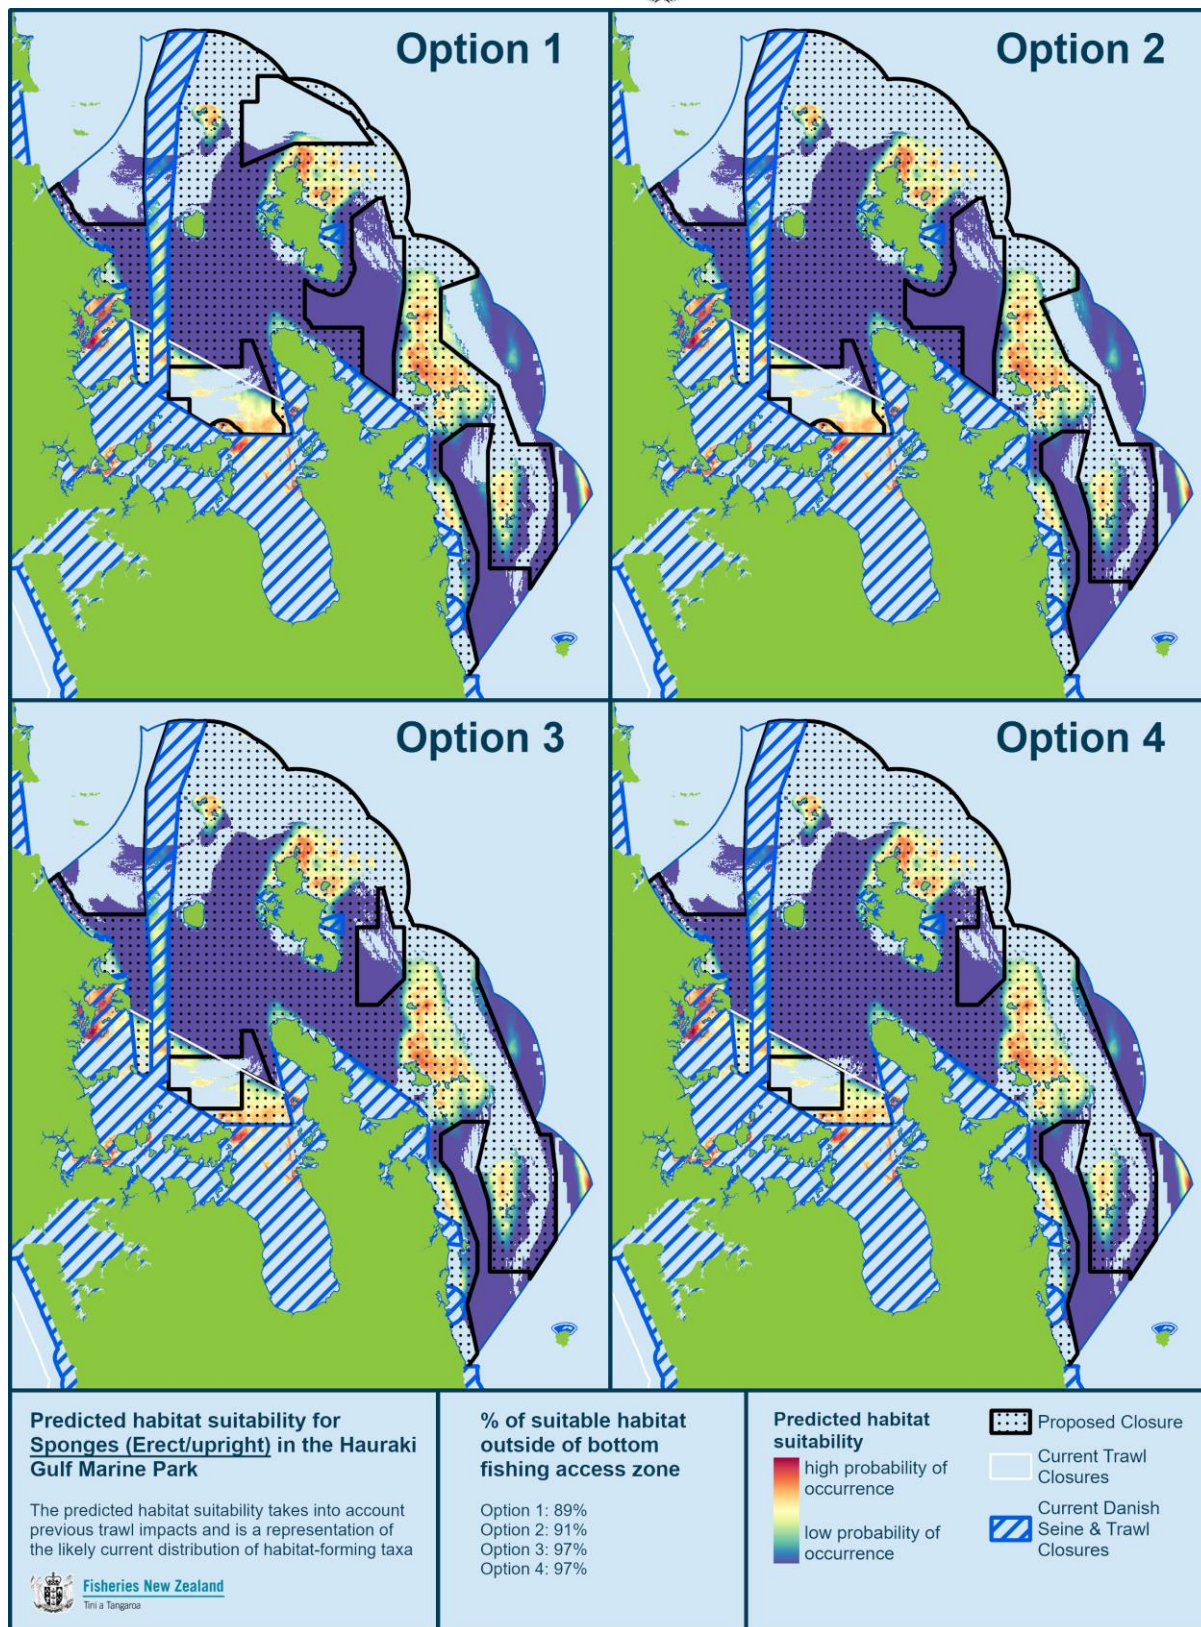 Option 1
Option 2
Option 3
Option 4
Predicted habitat suitability for
Sponges (Erect/upright) in the Hauraki
Gulf Marine Park
The predicted habitat suitability takes into account
previous trawl impacts and is a representation of
the likely current distribution of habitat-forming taxa
Fisheries New Zealand
Tini a Tangaroa
% of suitable habitat
outside of bottom
fishing access zone
Option 1: 89%
Option 2: 91%
Option 3: 97%
Option 4: 97%
Predicted habitat
suitability
high probability of
occurrence
low probability of
occurrence
Proposed Closure
Current Trawl
Closures
Current Danish
Seine & Trawl
Closures